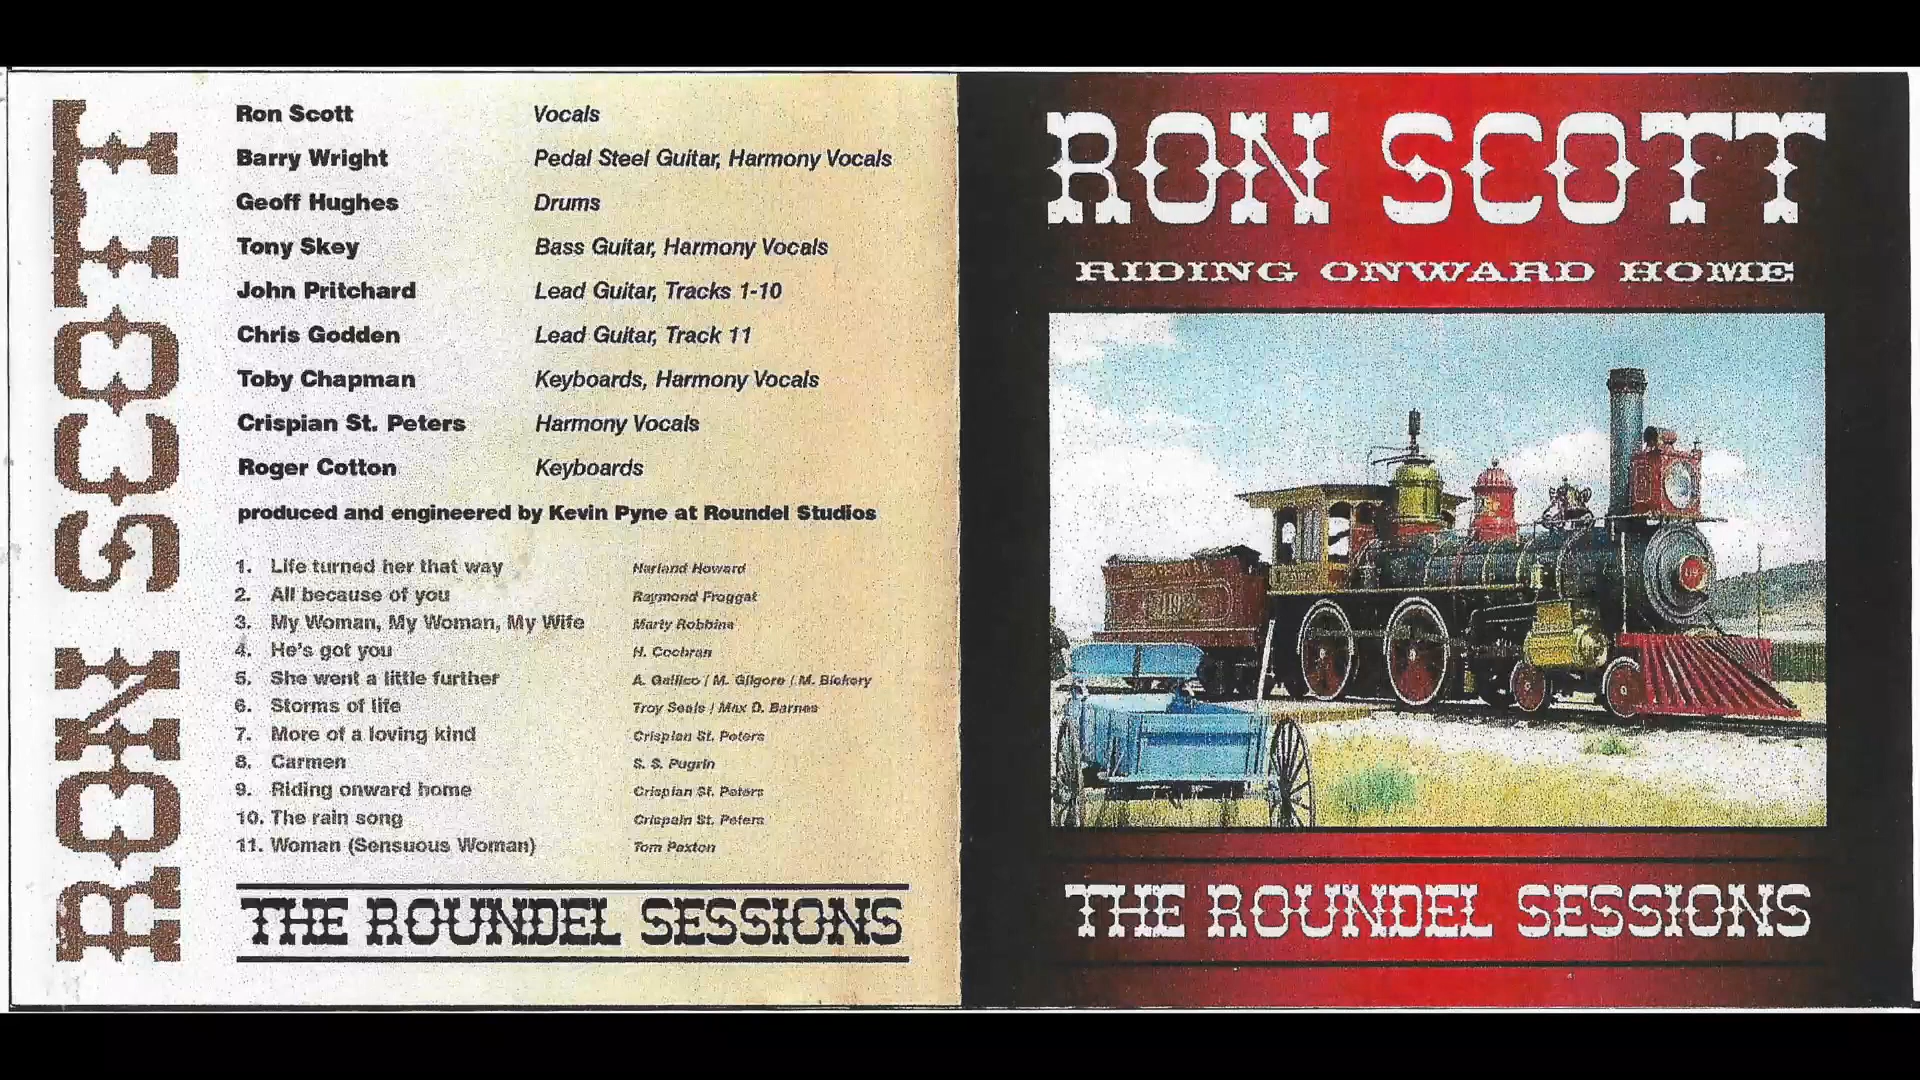 RON SCOTT
Ron Scott Vocals
Barry Wright Pedal Steel Guitar, Harmony Vocals
Geoff Hughes Drums
Tony Skey Bass Guitar, Harmony Vocals
John Pritchard Lead Guitar, Tracks 1-10
Chris Godden Lead Guitar, Track 11
Toby Chapman Keyboards, Harmony Vocals
Crispian St. Peters Harmony Vocals
Roger Cotton Keyboards
produced and engineered by Kevin Pyne at Roundel Studios
1. Life turned her that way Harland Howard
2. All because of you Raymond Froggat
3. My Woman, My Woman, My Wife Marty Robbins
4. He's got you H. Cochran
5. She went a little further A. Gallico / M. Gilgore / M. Bickery
6. Storms of life Troy Seals / Max D. Barnes
7. More of a loving kind Crispian St. Peters
8. Carmen S. S. Pugrin
9. Riding onward home Crispian St. Peters
10. The rain song Crispain St. Peters
11. Woman (Sensuous Woman) Tom Paxton
THE ROUNDEL SESSIONS
RON SCOTT
RIDING ONWARD HOME
119
THE ROUNDEL SESSIONS